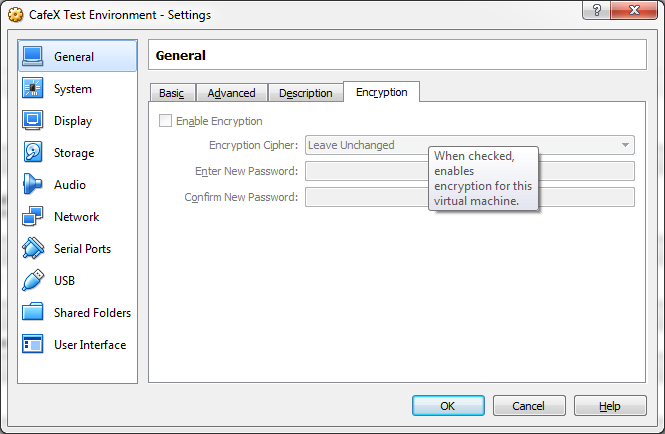 CafeX Test Environment - Settings
?
General
System
Display
Storage
Audio
Network
Serial Ports
USB
Shared Folders
User Interface
General
Basic Advanced Description Encryption
Enable Encryption
Encryption Cipher: Leave Unchanged
Enter New Password:
Confirm New Password:
When checked,
enables
encryption for this
virtual machine.
OK Cancel Help